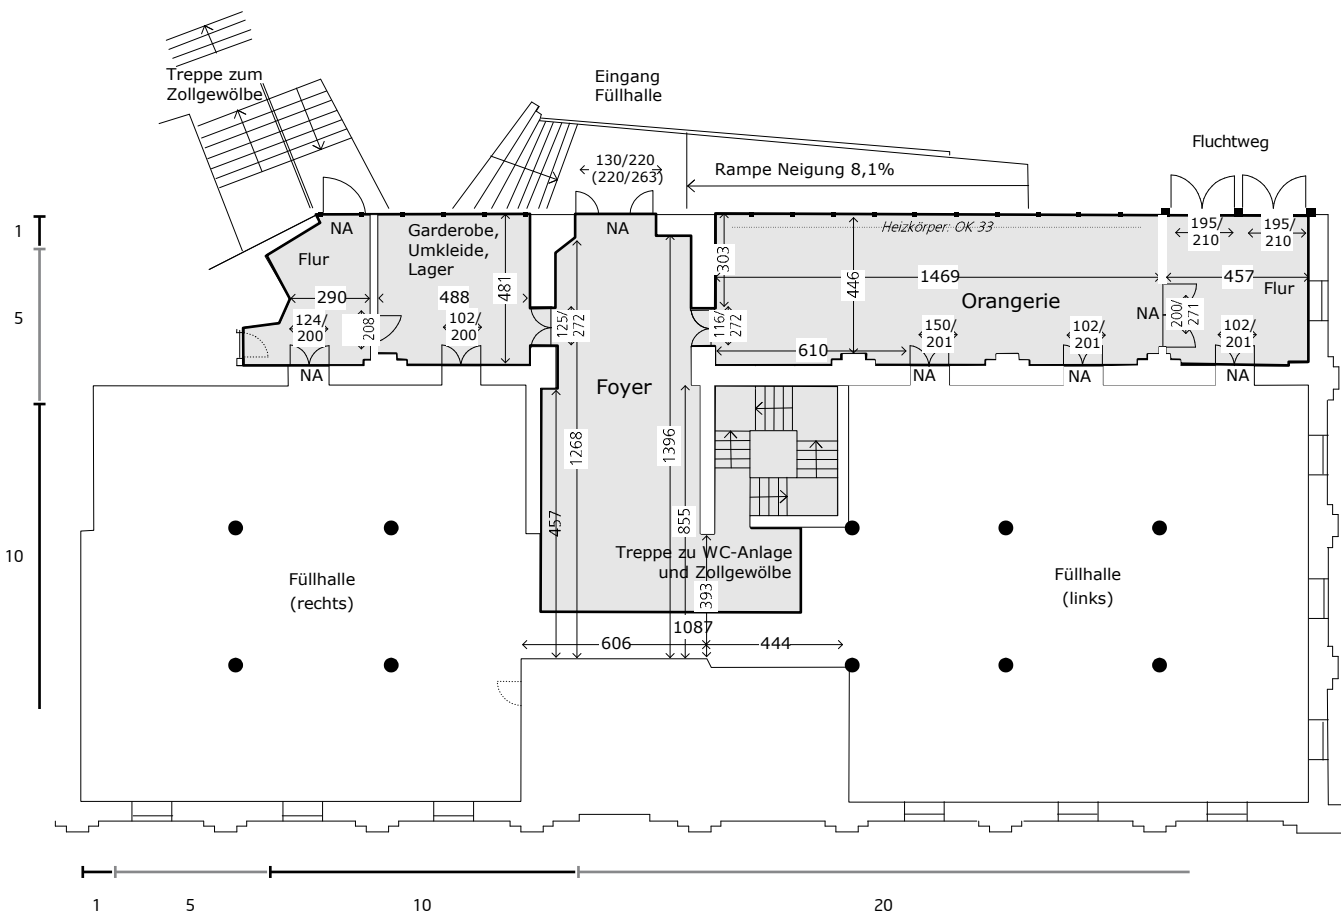 Treppe zum
Zollgewölbe
Eingang
Füllhalle
Fluchtweg
130/220
(220/263)
Rampe Neigung 8,1%
NA
Garderobe,
Umkleide,
Lager
Flur
NA
Heizkörper: OK 33
195/
210
195/
210
1
303
481
446
290
488
1469
457
Flur
Orangerie
5
124/
200
208
102/
200
125/
272
116/
272
150/
201
102/
201
NA
200/
271
102/
201
610
NA
NA
NA
NA
Foyer
1268
1396
457
855
10
Treppe zu WC-Anlage
und Zollgewölbe
393
Füllhalle
(rechts)
Füllhalle
(links)
1087
606
444
1
5
10
20